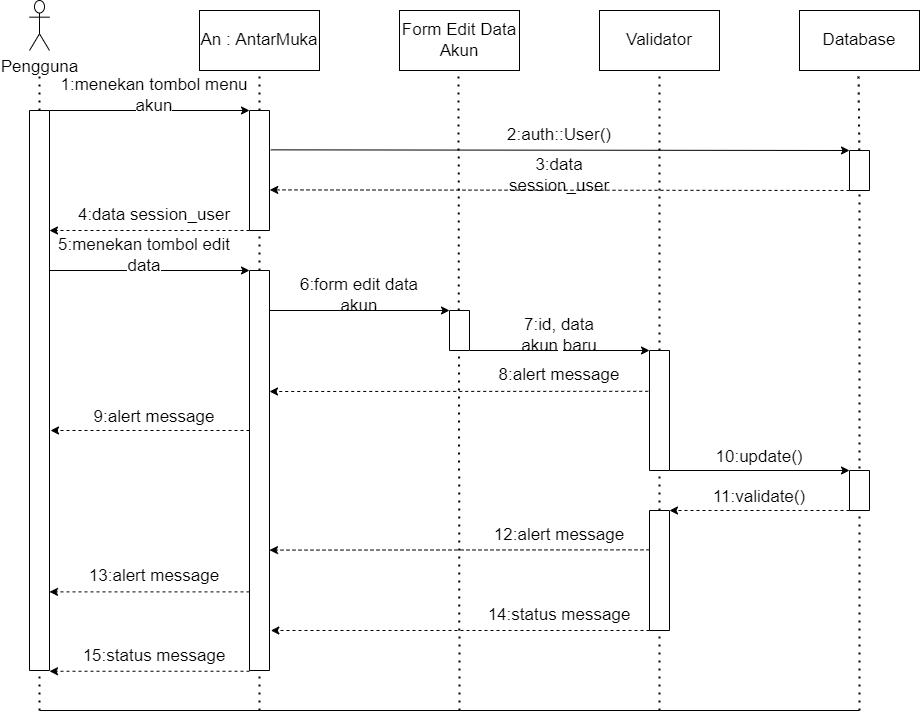 Pengguna
An : AntarMuka
Form Edit Data
Akun
Validator
Database
1:menekan tombol menu
akun
2:auth::User()
3:data
session_user
4:data session_user
5:menekan tombol edit
data
6:form edit data
akun
7:id, data
akun baru
8:alert message
9:alert message
10:update()
11:validate()
12:alert message
13:alert message
14:status message
15:status message